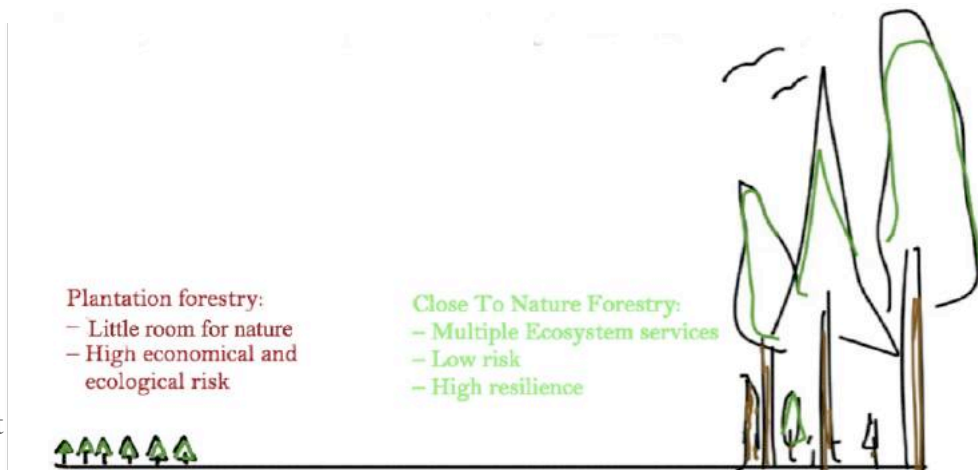 Plantation forestry:
– Little room for nature
– High economical and
ecological risk
Close To Nature Forestry:
– Multiple Ecosystem services
– Low risk
– High resilience
t